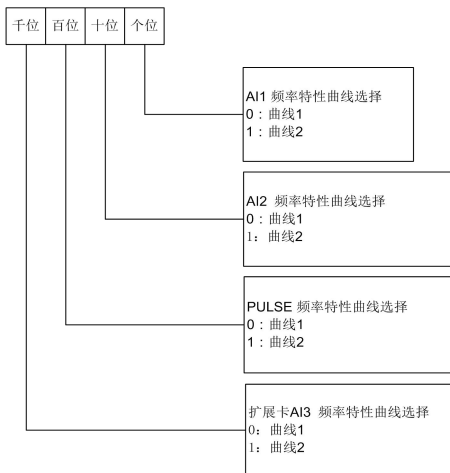 千位 百位 十位 个位
AI1 频率特性曲线选择
0：曲线1
1：曲线2
AI2 频率特性曲线选择
0：曲线1
1：曲线2
PULSE 频率特性曲线选择
0：曲线1
1：曲线2
扩展卡AI3 频率特性曲线选择
0：曲线1
1：曲线2